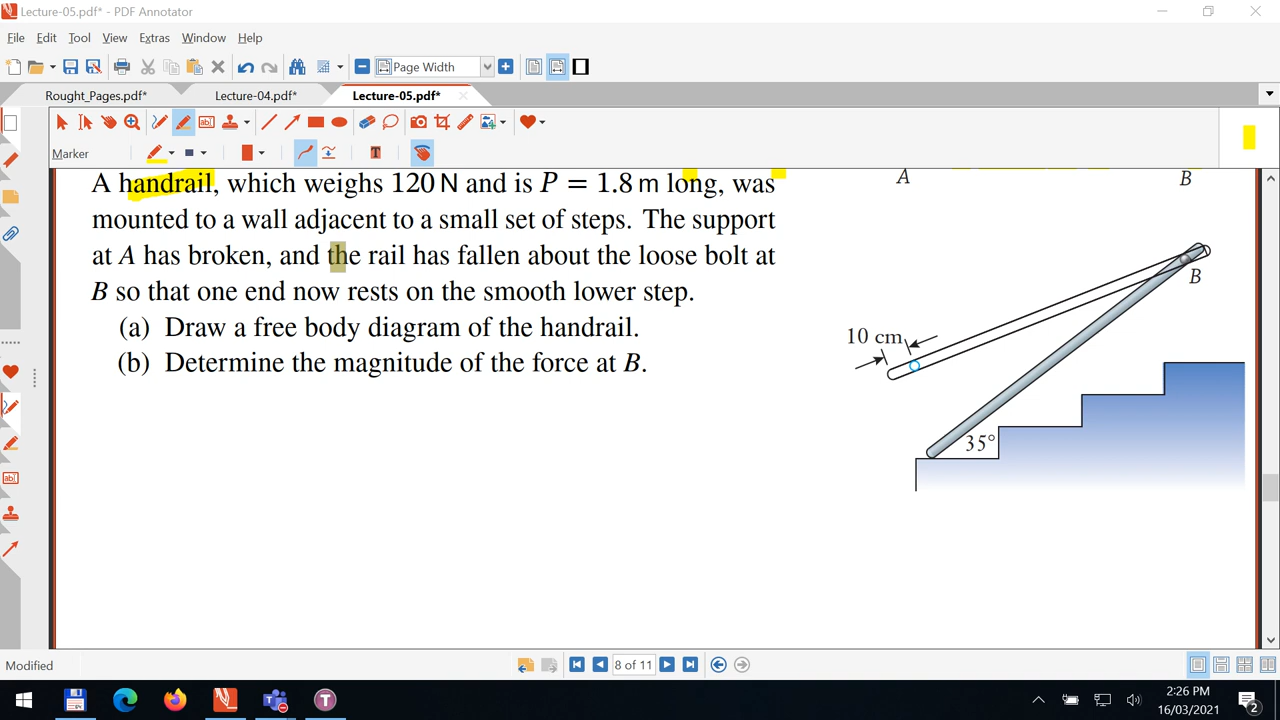 Lecture-05.pdf* - PDF Annotator
File Edit Tool View Extras Window Help
Page Width
Rought_Pages.pdf* Lecture-04.pdf* Lecture-05.pdf*
Marker
A handrail, which weighs 120 N and is P = 1.8 m long, was
mounted to a wall adjacent to a small set of steps. The support
at A has broken, and the rail has fallen about the loose bolt at
B so that one end now rests on the smooth lower step.
(a) Draw a free body diagram of the handrail.
(b) Determine the magnitude of the force at B.
A B
B
10 cm
35°
8 of 11
Modified
2:26 PM
16/03/2021
2